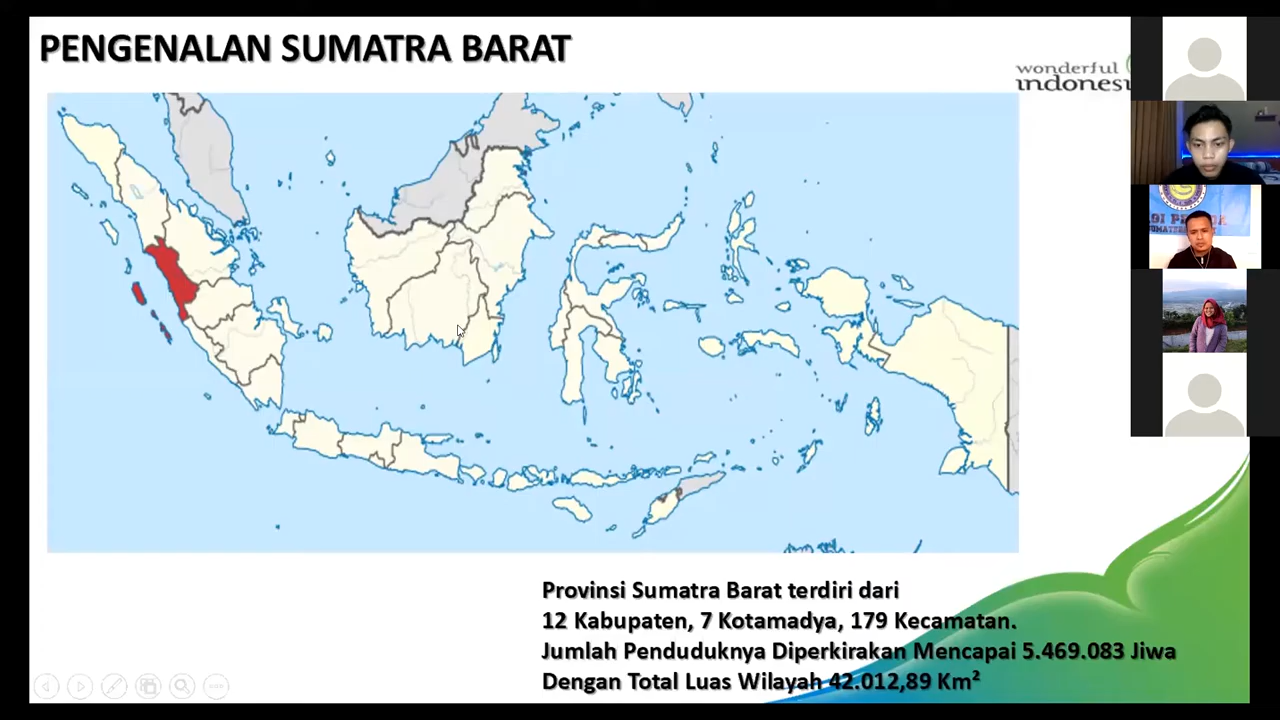 PENGENALAN SUMATRA BARAT
wonderful
indones
Provinsi Sumatra Barat terdiri dari
12 Kabupaten, 7 Kotamadya, 179 Kecamatan.
Jumlah Penduduknya Diperkirakan Mencapai 5.469.083 Jiwa
Dengan Total Luas Wilayah 42.012,89 Km²